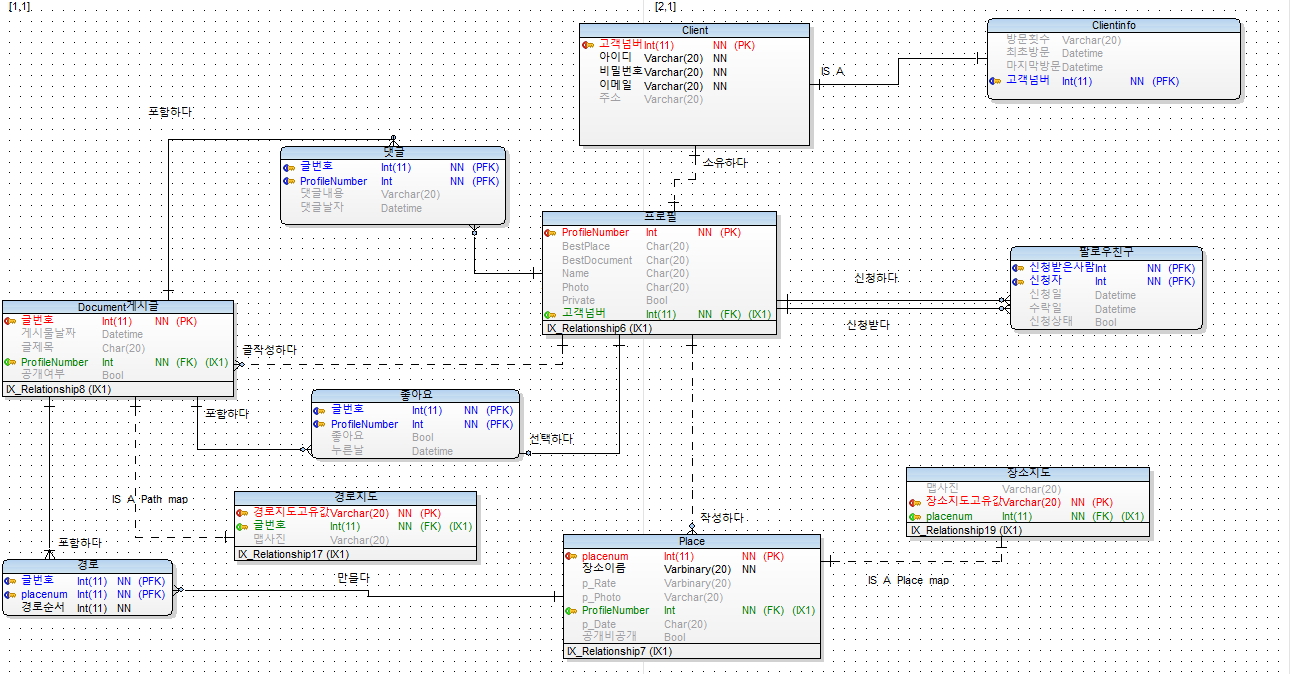 [1,1]
[2,1]
Client
고객넘버 Int(11) NN (PK)
아이디 Varchar(20) NN
비밀번호 Varchar(20) NN
이메일 Varchar(20) NN
주소 Varchar(20)
Clientinfo
방문횟수 Varchar(20)
최초방문 Datetime
마지막방문 Datetime
고객넘버 Int(11) NN (PFK)
IS A
포함하다
댓글
글번호 Int(11) NN (PFK)
ProfileNumber Int NN (PFK)
댓글내용 Varchar(20)
댓글날자 Datetime
소유하다
프로필
ProfileNumber Int NN (PK)
BestPlace Char(20)
BestDocument Char(20)
Name Char(20)
Photo Char(20)
Private Bool
고객넘버 Int(11) NN (FK) (IX1)
IX_Relationship6 (IX1)
신청하다
신청받다
팔로우친구
신청받은사람 Int NN (PFK)
신청자 Int NN (PFK)
신청일 Datetime
수락일 Datetime
신청상태 Bool
Document게시글
글번호 Int(11) NN (PK)
게시물날짜 Datetime
글제목 Char(20)
ProfileNumber Int NN (FK) (IX1)
공개여부 Bool
IX_Relationship8 (IX1)
글작성하다
포함하다
좋아요
글번호 Int(11) NN (PFK)
ProfileNumber Int NN (PFK)
좋아요 Bool
누른날 Datetime
선택하다
IS A Path map
경로지도
경로지도고유값 Varchar(20) NN (PK)
글번호 Int(11) NN (FK) (IX1)
맵사진 Varchar(20)
IX_Relationship17 (IX1)
장소지도
맵사진 Varchar(20)
장소지도고유값 Varchar(20) NN (PK)
placenum Int(11) NN (FK) (IX1)
IX_Relationship19 (IX1)
작성하다
포함하다
경로
글번호 Int(11) NN (PFK)
placenum Int(11) NN (PFK)
경로순서 Int(11) NN
만들다
Place
placenum Int(11) NN (PK)
장소이름 Varbinary(20) NN
p_Rate Varbinary(20)
p_Photo Varchar(20)
ProfileNumber Int NN (FK) (IX1)
p_Date Char(20)
공개비공개 Bool
IX_Relationship7 (IX1)
IS A Place map